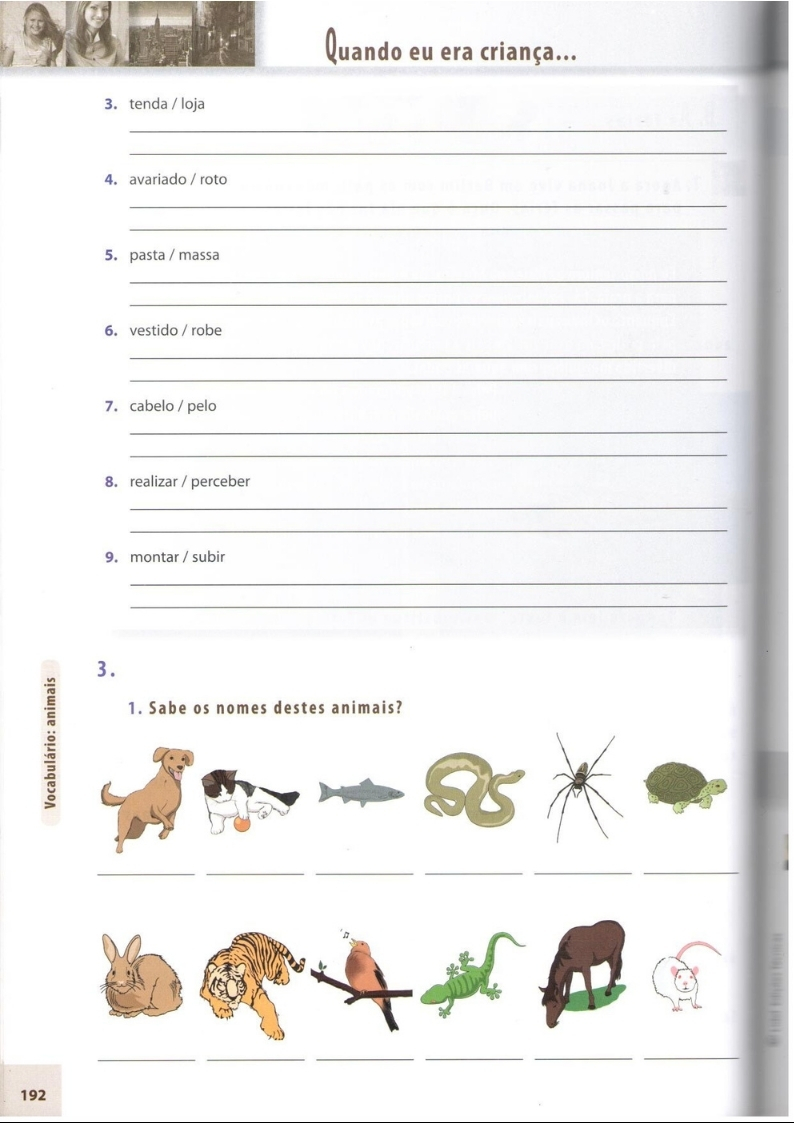 Quando eu era criança...
3. tenda / loja
4. avariado / roto
5. pasta / massa
6. vestido / robe
7. cabelo / pelo
8. realizar / perceber
9. montar / subir
3.
Vocabulário: animais
1. Sabe os nomes destes animais?
192